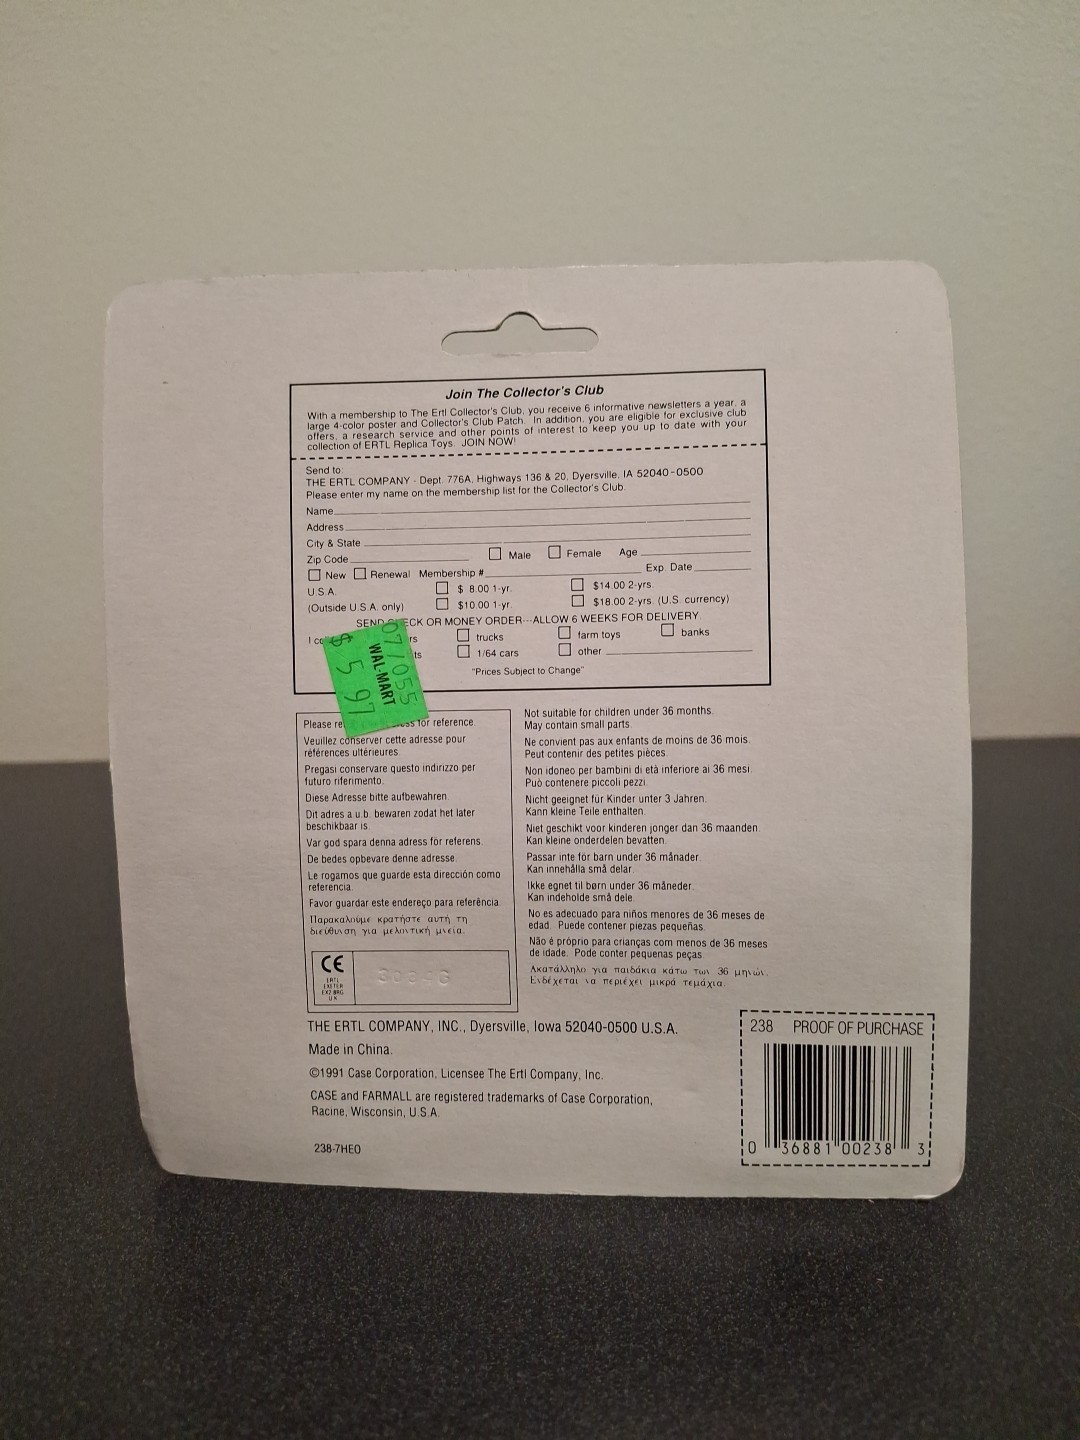 Join The Collector's Club
With a membership to The Ertl Collector's Club, you receive 6 informative newsletters a year, a
large 4-color poster and Collector's Club Patch. In addition, you are eligible for exclusive club
offers, a research service and other points of interest to keep you up to date with your
collection of ERTL Replica Toys. JOIN NOW!
Send to:
THE ERTL COMPANY - Dept. 776A, Highways 136 & 20, Dyersville, IA 52040-0500
Please enter my name on the membership list for the Collector's Club.
Name
Address
City & State
Zip Code Male Female Age
New Renewal Membership # Exp. Date
U.S.A. $ 8.00 1-yr. $14.00 2-yrs.
(Outside U.S.A. only) $10.00 1-yr. $18.00 2-yrs. (U.S. currency)
SEND OR MONEY ORDER---ALLOW 6 WEEKS FOR DELIVERY
I trucks farm toys banks
1/64 cars other
"Prices Subject to Change"
077055
WAL-MART
$ 5 97
Please for reference.
Veuillez conserver cette adresse pour
références ultérieures.
Pregasi conservare questo indirizzo per
futuro riferimento.
Diese Adresse bitte aufbewahren.
Dit adres a.u.b. bewaren zodat het later
beschikbaar is.
Var god spara denna adress för referens.
De bedes opbevare denne adresse.
Le rogamos que guarde esta dirección como
referencia.
Favor guardar este endereço para referência.
Παρακαλούμε κρατήστε αυτή τη
διεύθυνση για μελοντική μνεία.
CE
ERTL
EXETER
EX2 8RG
UK
Not suitable for children under 36 months.
May contain small parts.
Ne convient pas aux enfants de moins de 36 mois.
Peut contenir des petites pièces.
Non idoneo per bambini di età inferiore ai 36 mesi.
Può contenere piccoli pezzi.
Nicht geeignet für Kinder unter 3 Jahren.
Kann kleine Teile enthalten.
Niet geschikt voor kinderen jonger dan 36 maanden.
Kan kleine onderdelen bevatten.
Passar inte för barn under 36 månader.
Kan innehålla små delar.
Ikke egnet til børn under 36 måneder.
Kan indeholde små dele.
No es adecuado para niños menores de 36 meses de
edad. Puede contener piezas pequeñas.
Não é próprio para crianças com menos de 36 meses
de idade. Pode conter pequenas peças.
Ακατάλληλο για παιδάκια κάτω των 36 μηνών.
Ενδέχεται να περιέχει μικρά τεμάχια.
THE ERTL COMPANY, INC., Dyersville, Iowa 52040-0500 U.S.A.
Made in China.
©1991 Case Corporation, Licensee The Ertl Company, Inc.
CASE and FARMALL are registered trademarks of Case Corporation,
Racine, Wisconsin, U.S.A.
238-7HEO
238 PROOF OF PURCHASE
0 36881 00238 3